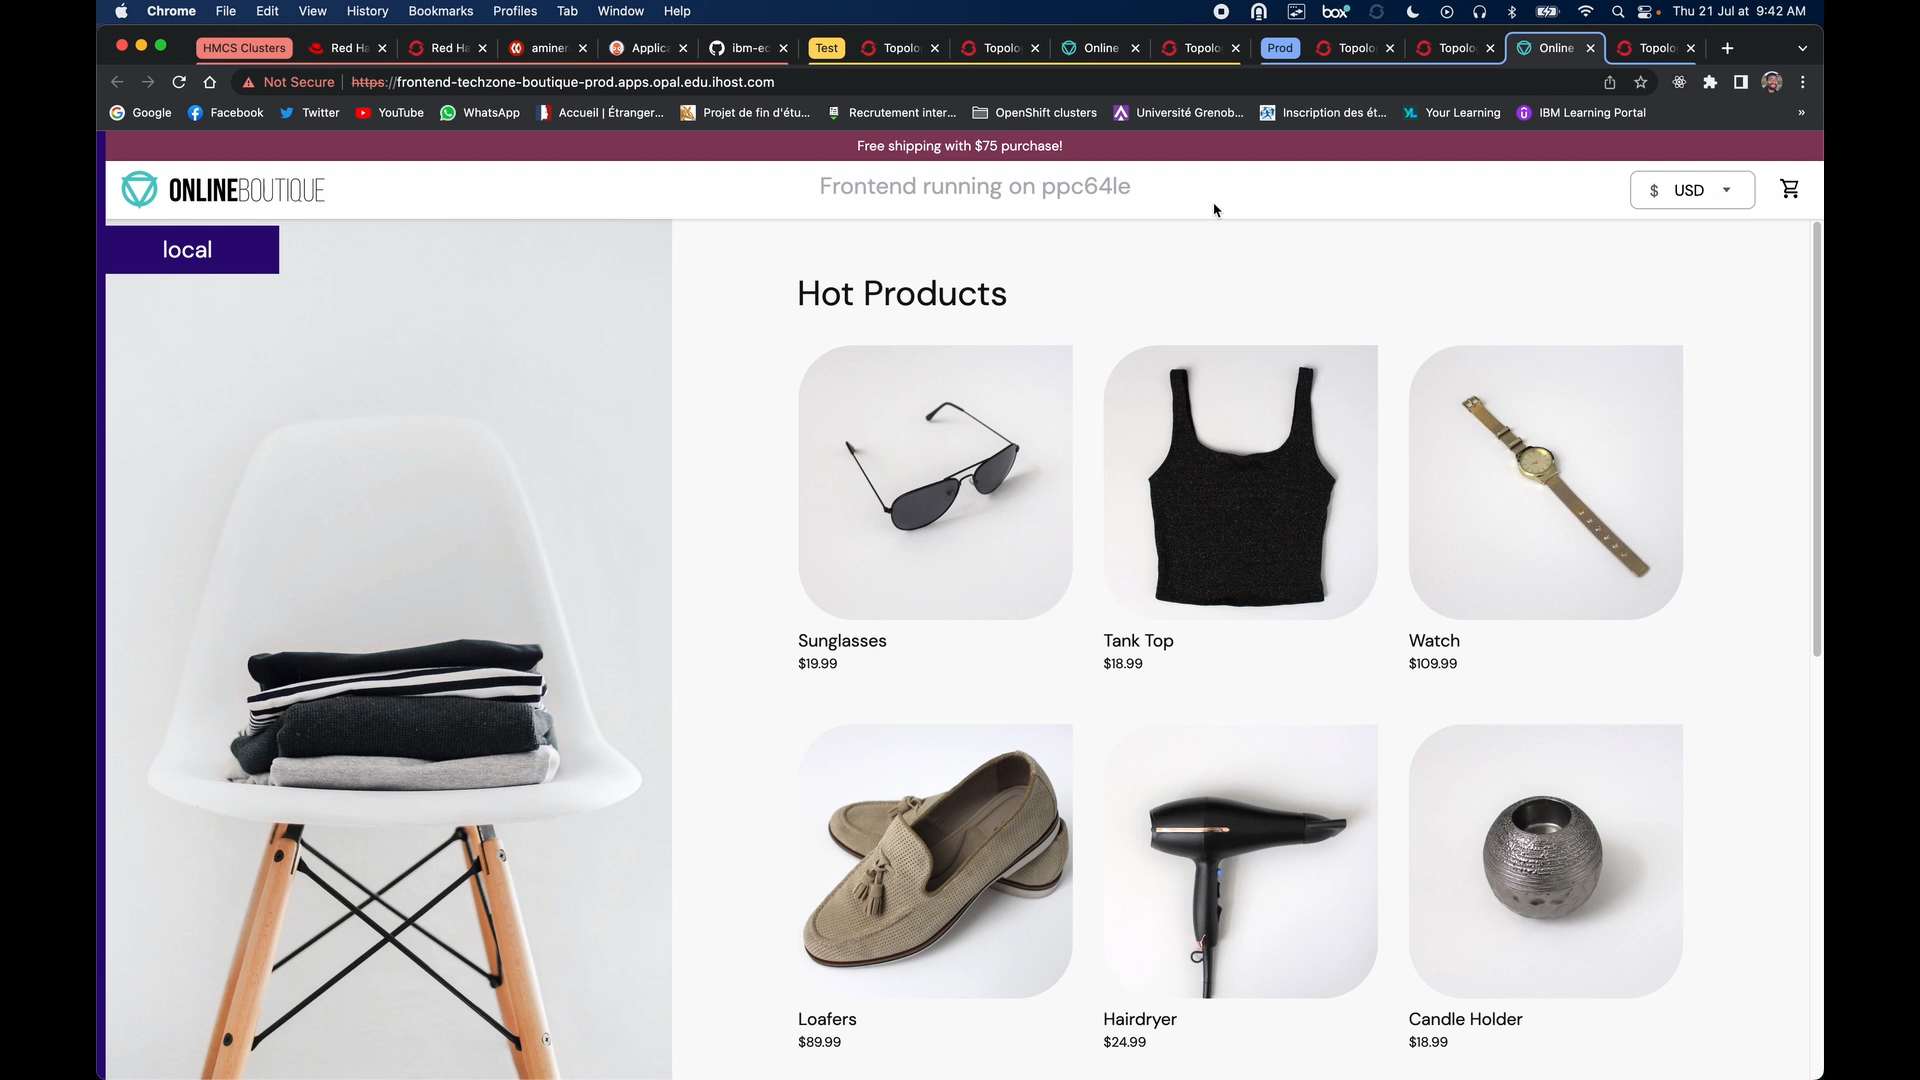 Chrome File Edit View History Bookmarks Profiles Tab Window Help box Thu 21 Jul at 9:42 AM
HMCS Clusters Red Ha Red Ha aminer Applica ibm-ec Test Topolo Topolo Online Topolo Prod Topolo Topolo Online Topolo
Not Secure https://frontend-techzone-boutique-prod.apps.opal.edu.ihost.com
Google Facebook Twitter YouTube WhatsApp Accueil | Étranger... Projet de fin d'étu... Recrutement inter... OpenShift clusters Université Grenob... Inscription des ét... Your Learning IBM Learning Portal »
Free shipping with $75 purchase!
ONLINEBOUTIQUE Frontend running on ppc64le $ USD
local
Hot Products
Sunglasses Tank Top Watch
$19.99 $18.99 $109.99
Loafers Hairdryer Candle Holder
$89.99 $24.99 $18.99